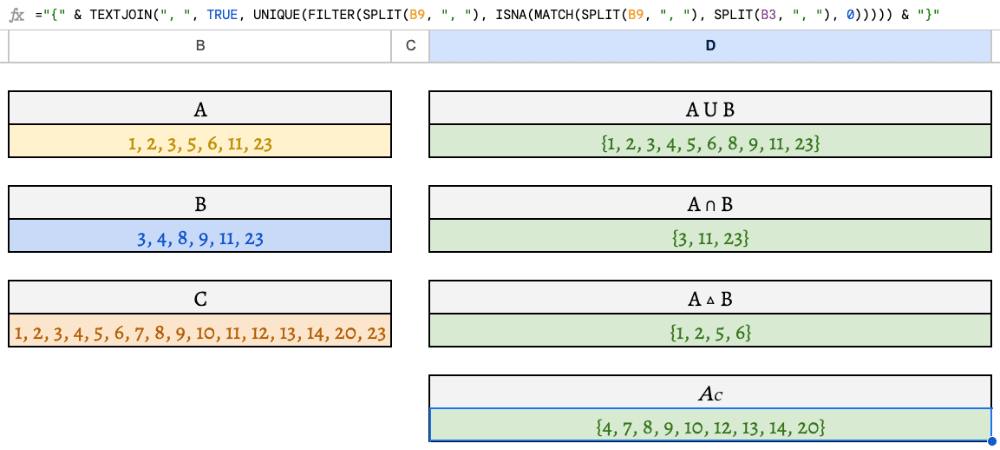 fx ="{" & TEXTJOIN(", ", TRUE, UNIQUE(FILTER(SPLIT(B9, ", "), ISNA(MATCH(SPLIT(B9, ", "), SPLIT(B3, ", "), 0))))) & "}"
B C D
A
1, 2, 3, 5, 6, 11, 23
B
3, 4, 8, 9, 11, 23
C
1, 2, 3, 4, 5, 6, 7, 8, 9, 10, 11, 12, 13, 14, 20, 23
A U B
{1, 2, 3, 4, 5, 6, 8, 9, 11, 23}
A ∩ B
{3, 11, 23}
A ▵ B
{1, 2, 5, 6}
Ac
{4, 7, 8, 9, 10, 12, 13, 14, 20}